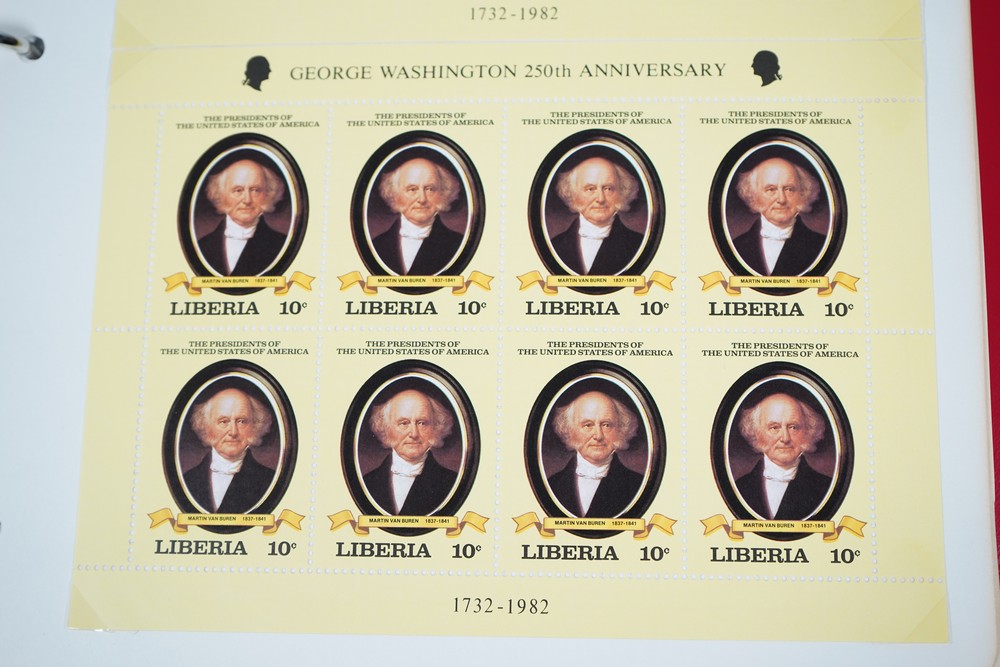 1732-1982
GEORGE WASHINGTON 250th ANNIVERSARY
THE PRESIDENTS OF
THE UNITED STATES OF AMERICA
MARTIN VAN BUREN 1837-1841
LIBERIA 10c
THE PRESIDENTS OF
THE UNITED STATES OF AMERICA
MARTIN VAN BUREN 1837-1841
LIBERIA 10c
THE PRESIDENTS OF
THE UNITED STATES OF AMERICA
MARTIN VAN BUREN 1837-1841
LIBERIA 10c
THE PRESIDENTS OF
THE UNITED STATES OF AMERICA
MARTIN VAN BUREN 1837-1841
LIBERIA 10c
THE PRESIDENTS OF
THE UNITED STATES OF AMERICA
MARTIN VAN BUREN 1837-1841
LIBERIA 10c
THE PRESIDENTS OF
THE UNITED STATES OF AMERICA
MARTIN VAN BUREN 1837-1841
LIBERIA 10c
THE PRESIDENTS OF
THE UNITED STATES OF AMERICA
MARTIN VAN BUREN 1837-1841
LIBERIA 10c
THE PRESIDENTS OF
THE UNITED STATES OF AMERICA
MARTIN VAN BUREN 1837-1841
LIBERIA 10c
1732-1982